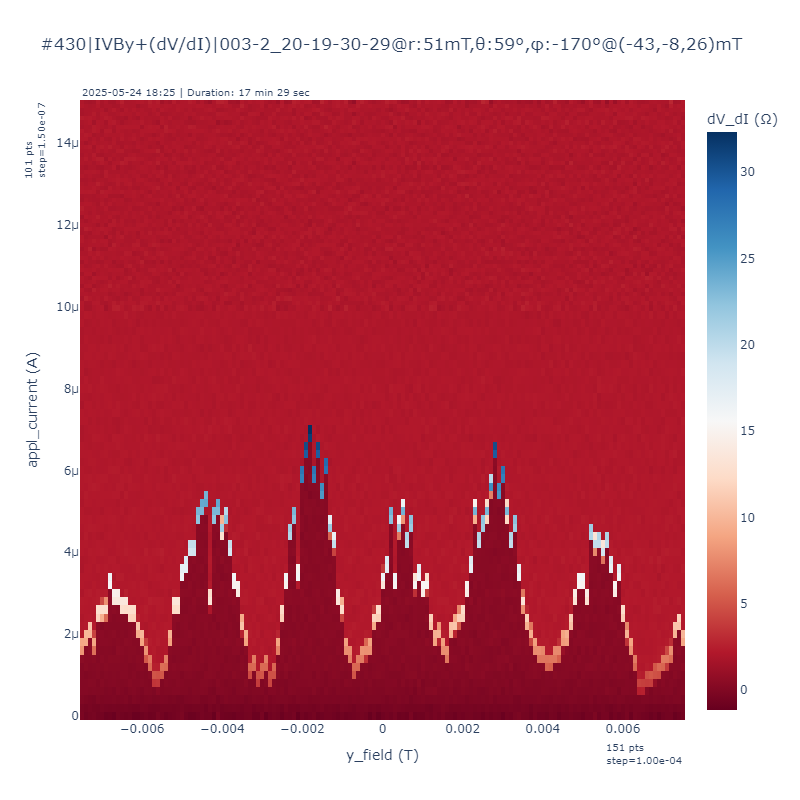 #430|IVBy+(dV/dI)|003-2_20-19-30-29@r:51mT,θ:59°,φ:-170°@(-43,-8,26)mT
2025-05-24 18:25 | Duration: 17 min 29 sec
dV_dI (Ω)
101 pts
step=1.50e-07
14μ
12μ
10μ
8μ
6μ
4μ
2μ
0
appl_current (A)
30
25
20
15
10
5
0
−0.006
−0.004
−0.002
0
0.002
0.004
0.006
y_field (T)
151 pts
step=1.00e-04